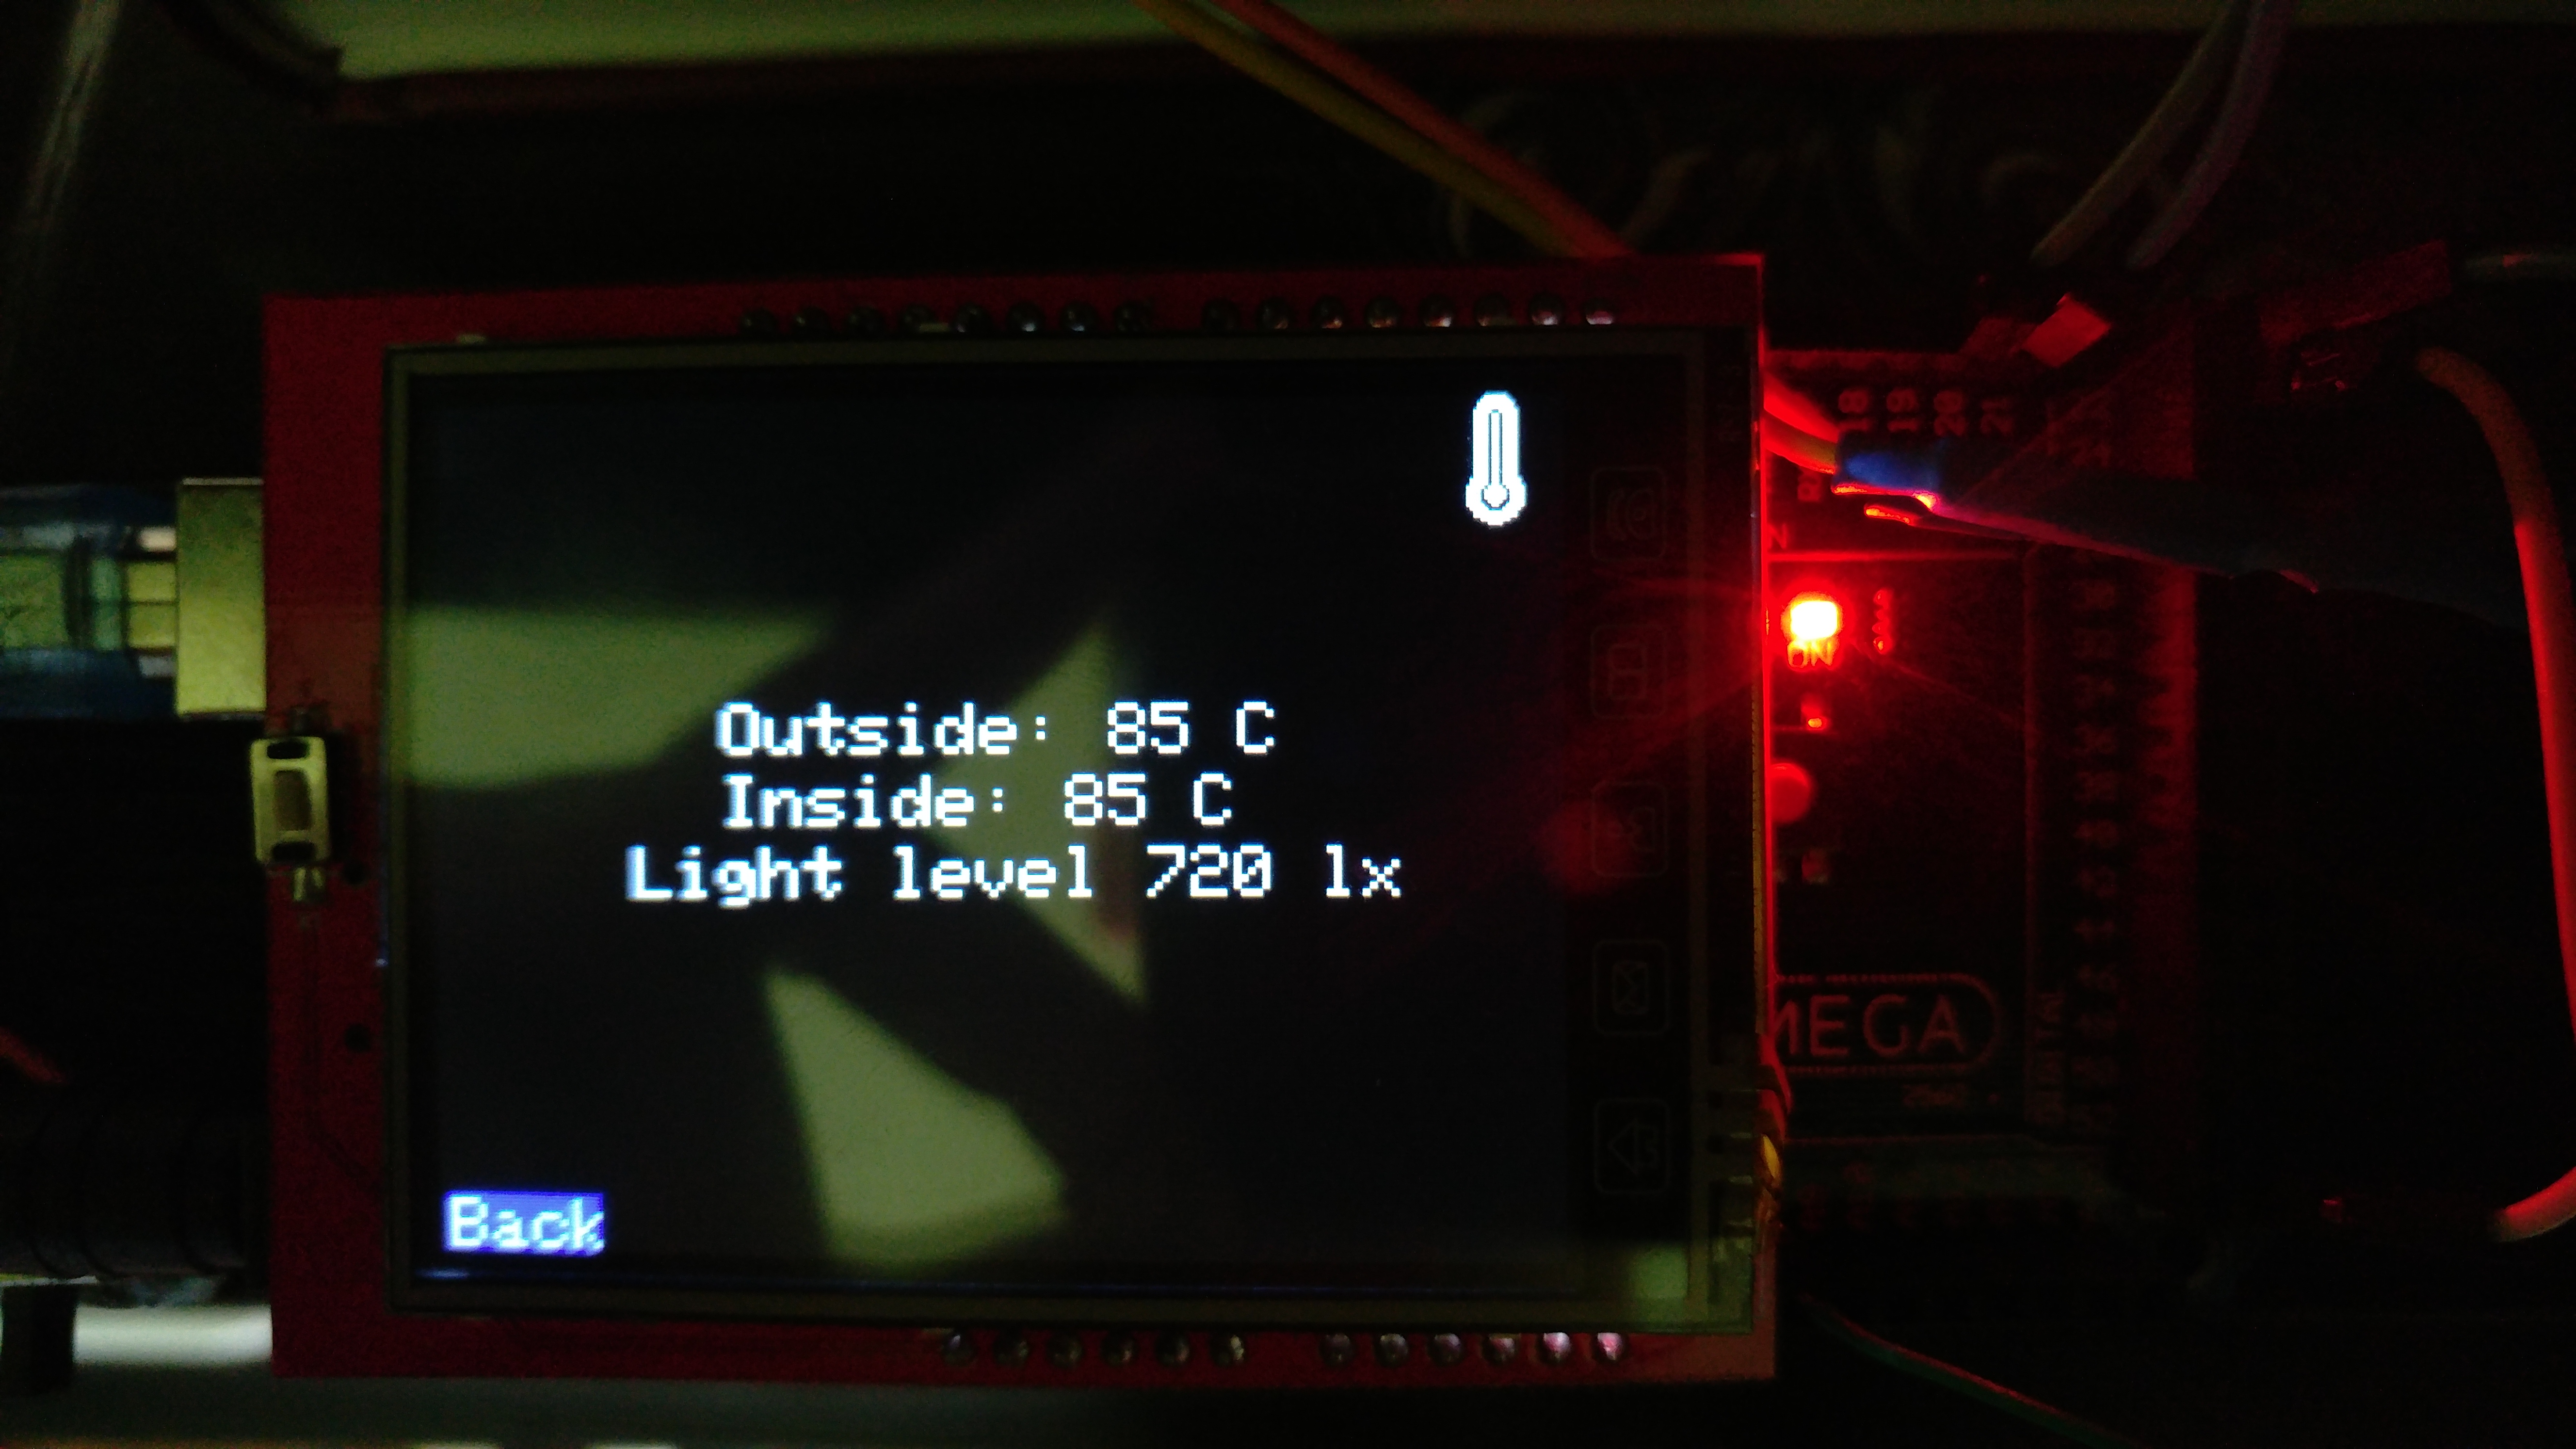 Outside: 85 C
Inside: 85 C
Light level 720 lx
Back
18
19
20
21
ON
MEGA